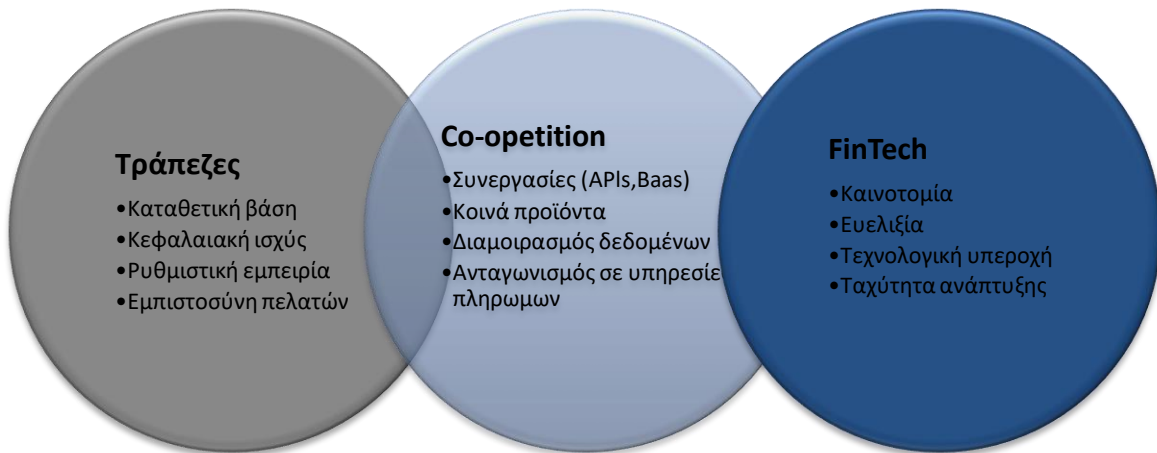 Τράπεζες
•Καταθετική βάση
•Κεφαλαιακή ισχύς
•Ρυθμιστική εμπειρία
•Εμπιστοσύνη πελατών
Co-opetition
•Συνεργασίες (APIs,Baas)
•Κοινά προϊόντα
•Διαμοιρασμός δεδομένων
•Ανταγωνισμός σε υπηρεσίε
πληρωμων
FinTech
•Καινοτομία
•Ευελιξία
•Τεχνολογική υπεροχή
•Ταχύτητα ανάπτυξης